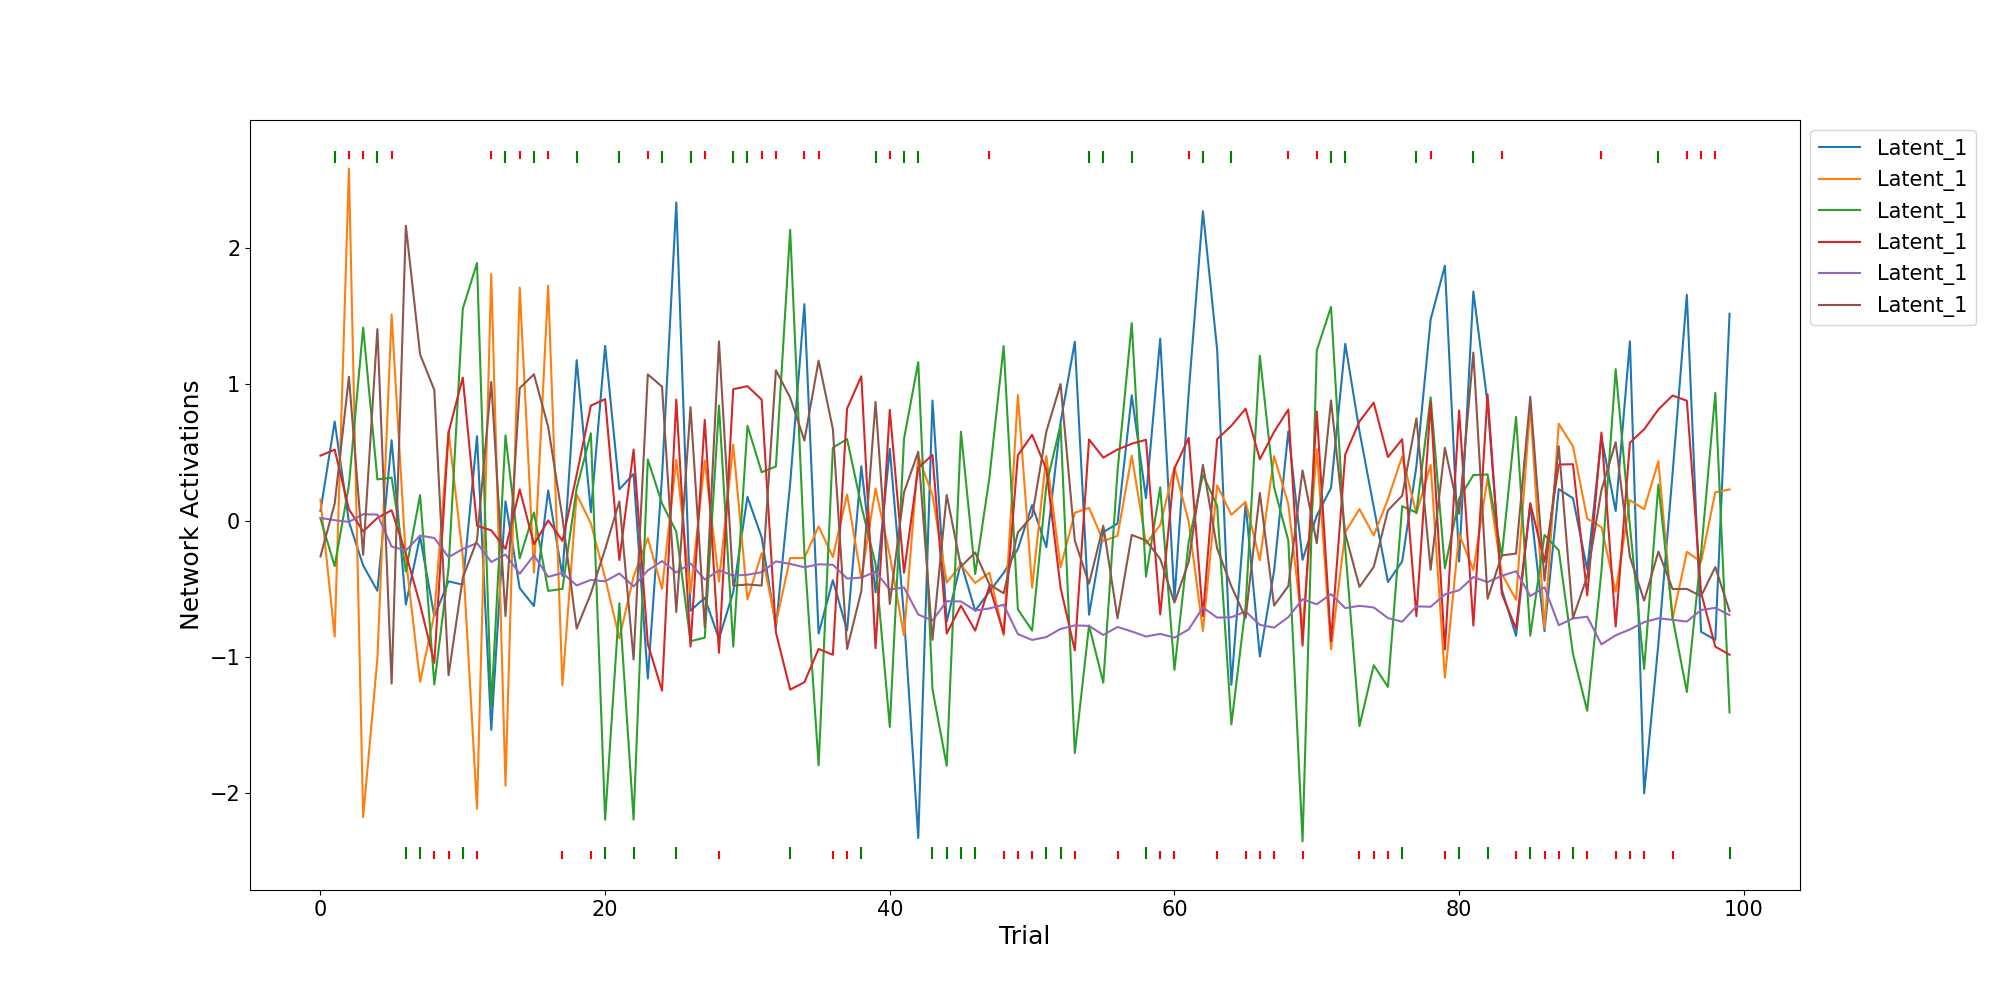 Latent_1
Latent_1
Latent_1
Latent_1
Latent_1
Latent_1
Network Activations
2
1
0
−1
−2
0 20 40 60 80 100
Trial